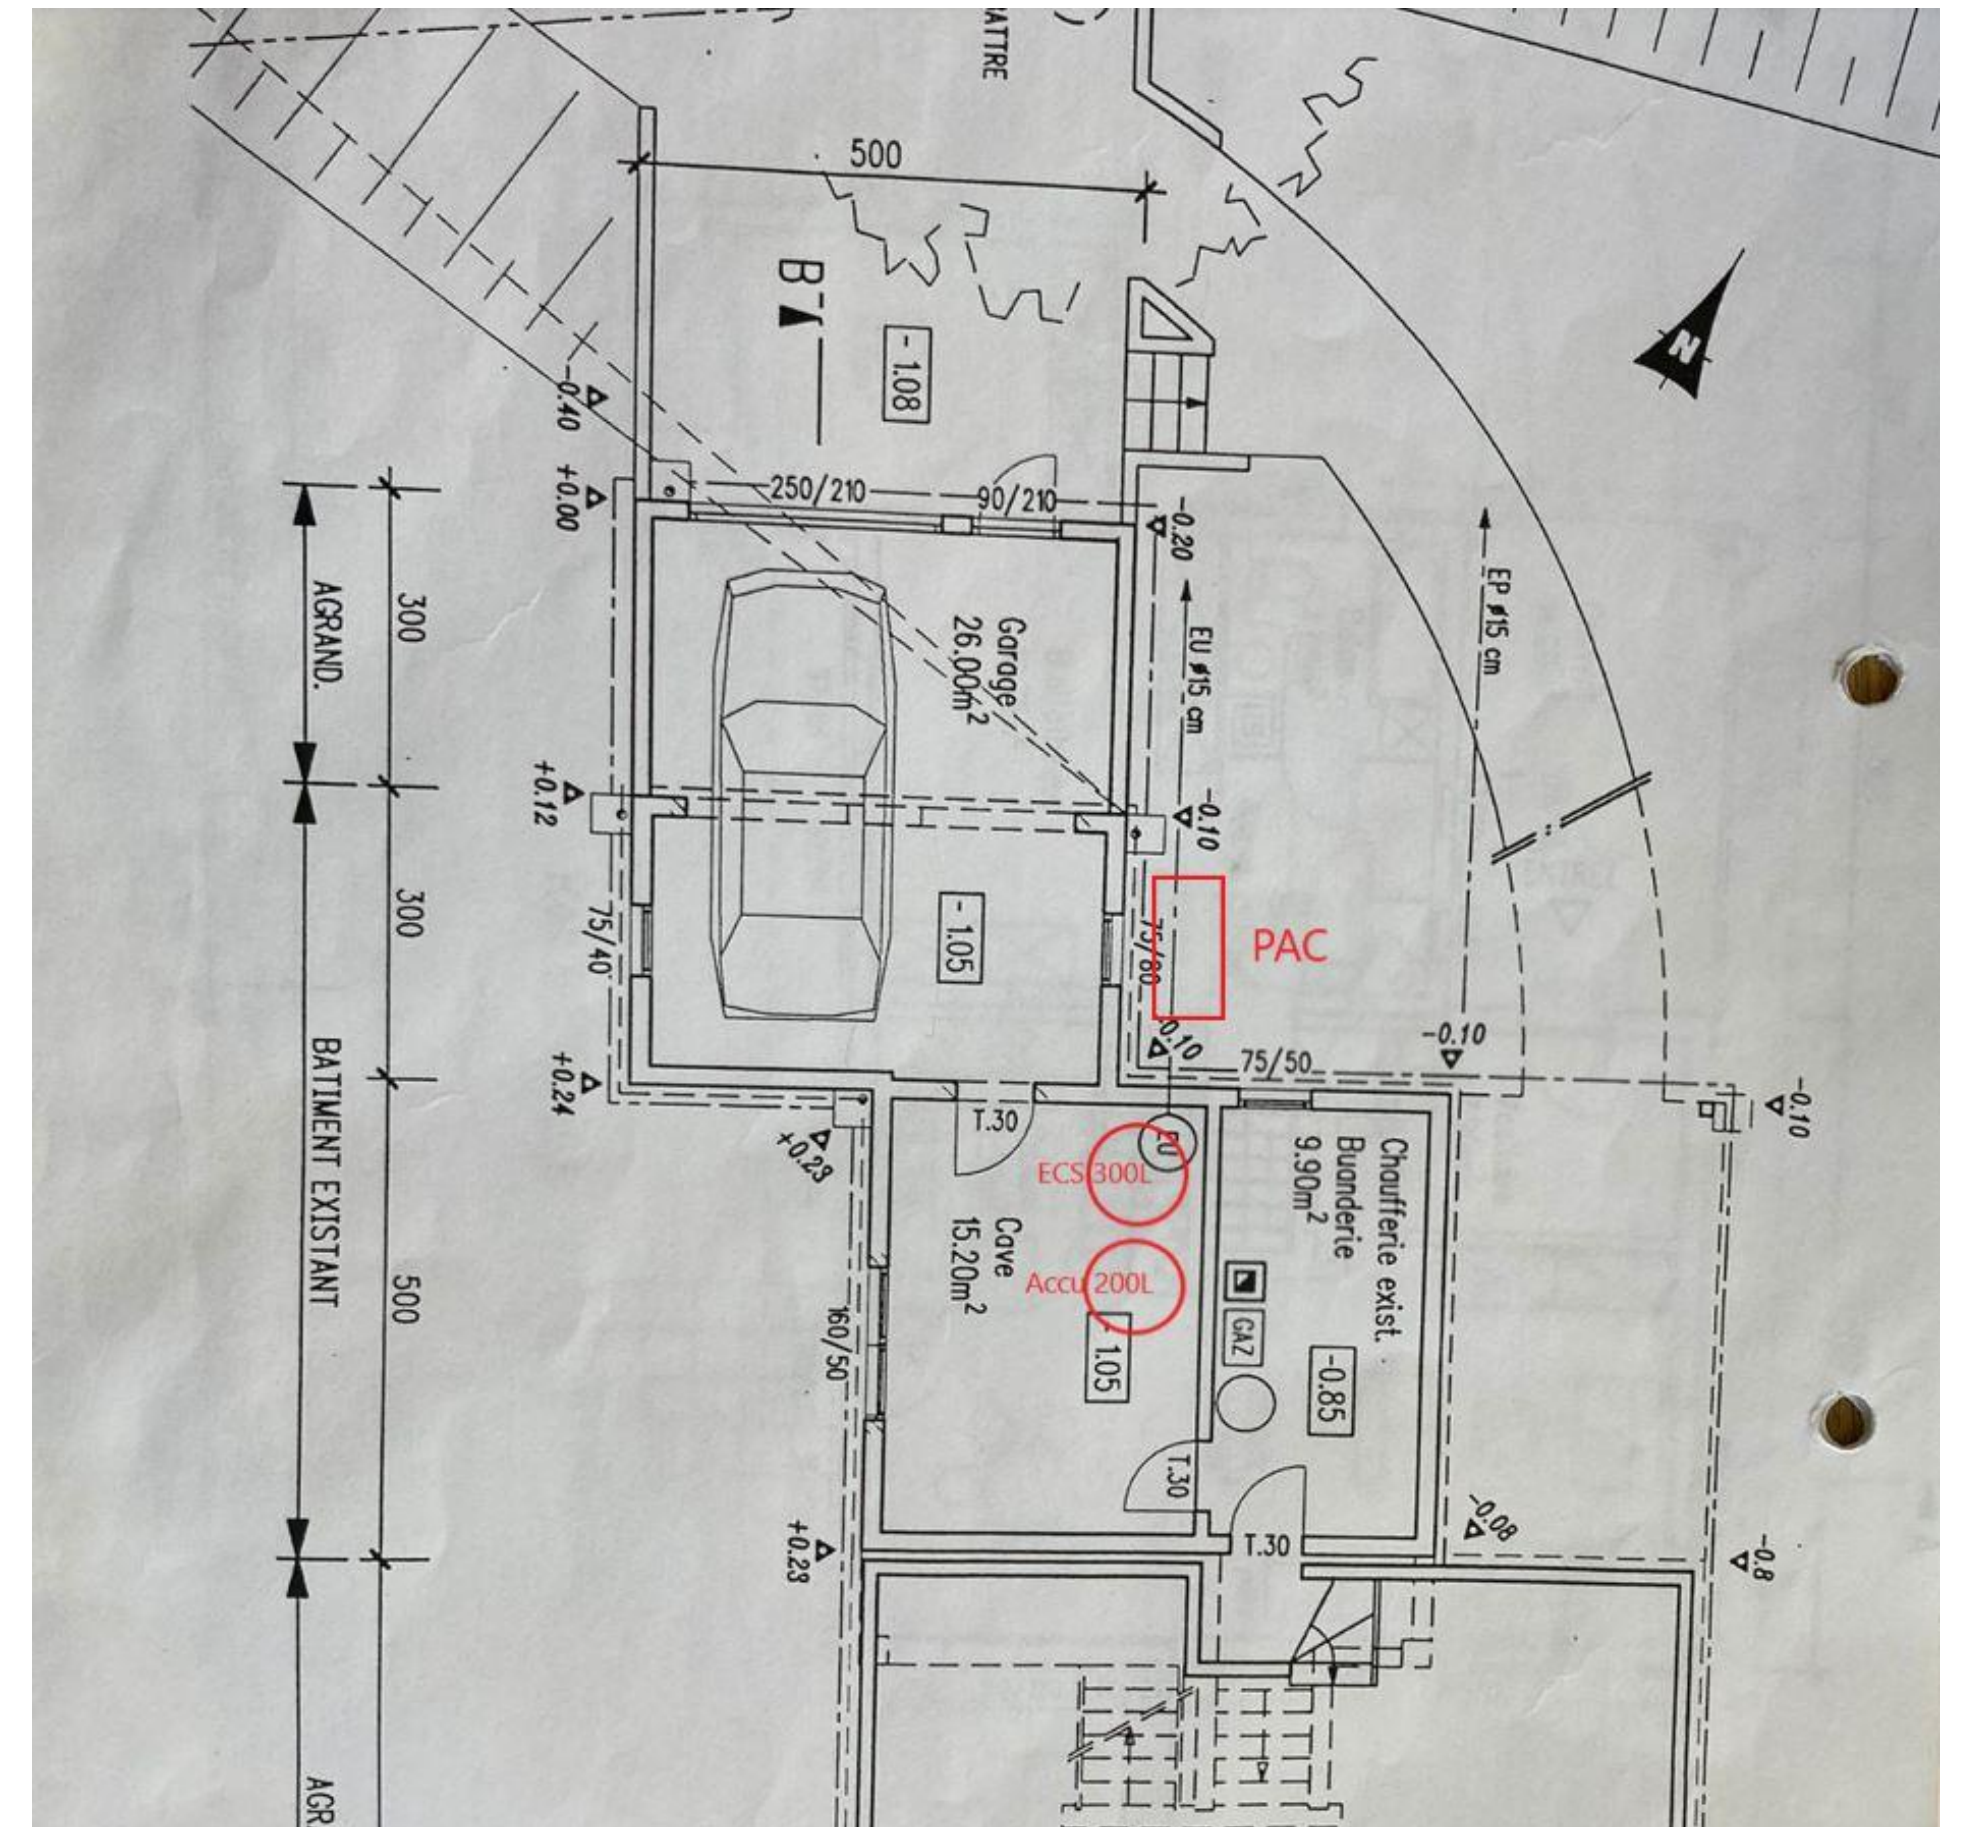 ATTRE
500
B
- 1.08
-0.40
+0.00
250/210
90/210
-0.20
N
AGRAND.
300
Garage
26.00m²
EU ø15 cm
EP ø15 cm
+0.12
-0.10
300
75/40
- 1.05
75/80
PAC
-0.10
-0.10
75/50
-0.10
+0.24
+0.23
T.30
EU
ECS 300L
Chaufferie exist.
Buanderie
9.90m²
BATIMENT EXISTANT
500
Cave
15.20m²
Accu 200L
160/50
1.05
GAZ
-0.85
T.30
T.30
-0.08
-0.8
+0.23
AGR.